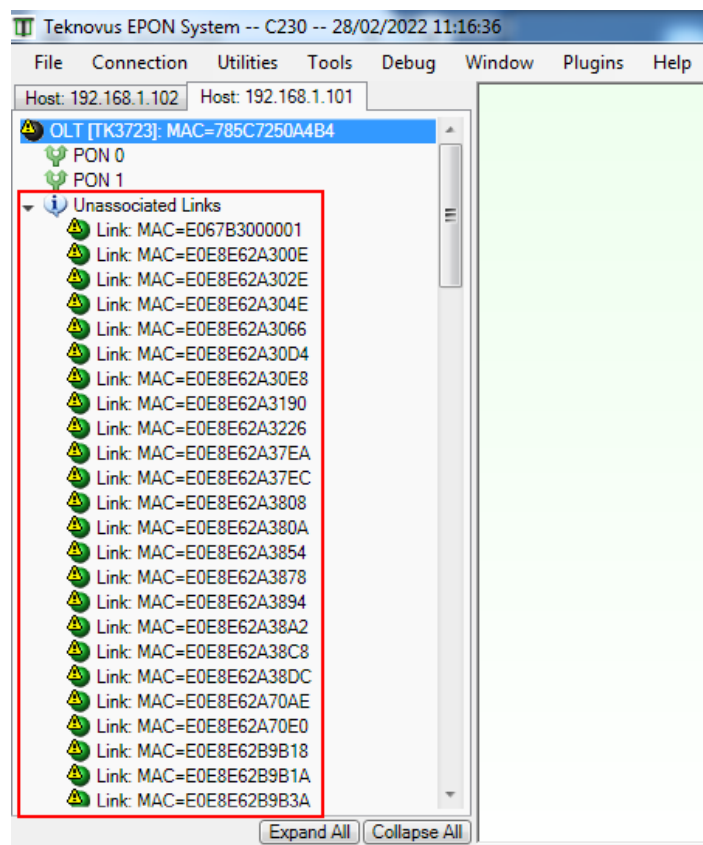 Teknovus EPON System -- C230 -- 28/02/2022 11:16:36
File Connection Utilities Tools Debug Window Plugins Help
Host: 192.168.1.102 Host: 192.168.1.101
OLT [TK3723]: MAC=785C7250A4B4
PON 0
PON 1
Unassociated Links
Link: MAC=E067B3000001
Link: MAC=E0E8E62A300E
Link: MAC=E0E8E62A302E
Link: MAC=E0E8E62A304E
Link: MAC=E0E8E62A3066
Link: MAC=E0E8E62A30D4
Link: MAC=E0E8E62A30E8
Link: MAC=E0E8E62A3190
Link: MAC=E0E8E62A3226
Link: MAC=E0E8E62A37EA
Link: MAC=E0E8E62A37EC
Link: MAC=E0E8E62A3808
Link: MAC=E0E8E62A380A
Link: MAC=E0E8E62A3854
Link: MAC=E0E8E62A3878
Link: MAC=E0E8E62A3894
Link: MAC=E0E8E62A38A2
Link: MAC=E0E8E62A38C8
Link: MAC=E0E8E62A38DC
Link: MAC=E0E8E62A70AE
Link: MAC=E0E8E62A70E0
Link: MAC=E0E8E62B9B18
Link: MAC=E0E8E62B9B1A
Link: MAC=E0E8E62B9B3A
Expand All Collapse All